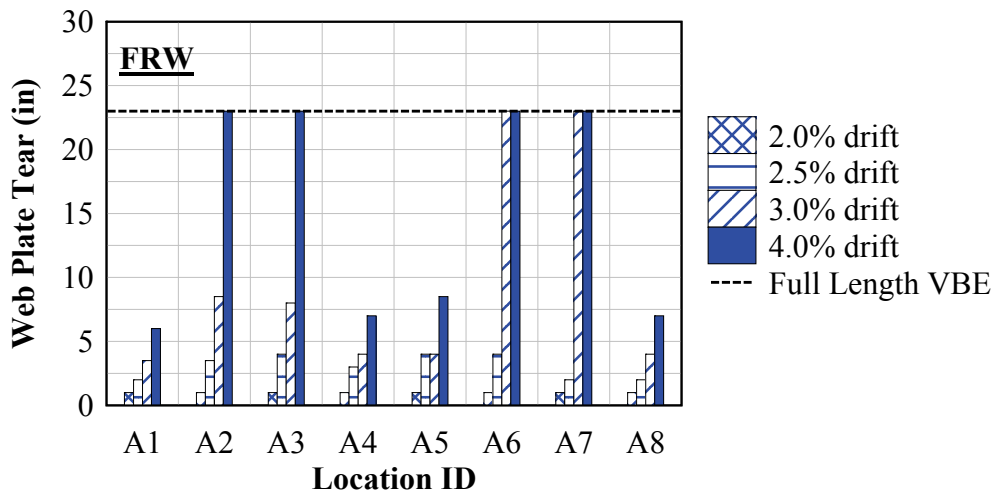 FRW
Web Plate Tear (in)
30
25
20
15
10
5
0
A1 A2 A3 A4 A5 A6 A7 A8
Location ID
2.0% drift
2.5% drift
3.0% drift
4.0% drift
Full Length VBE